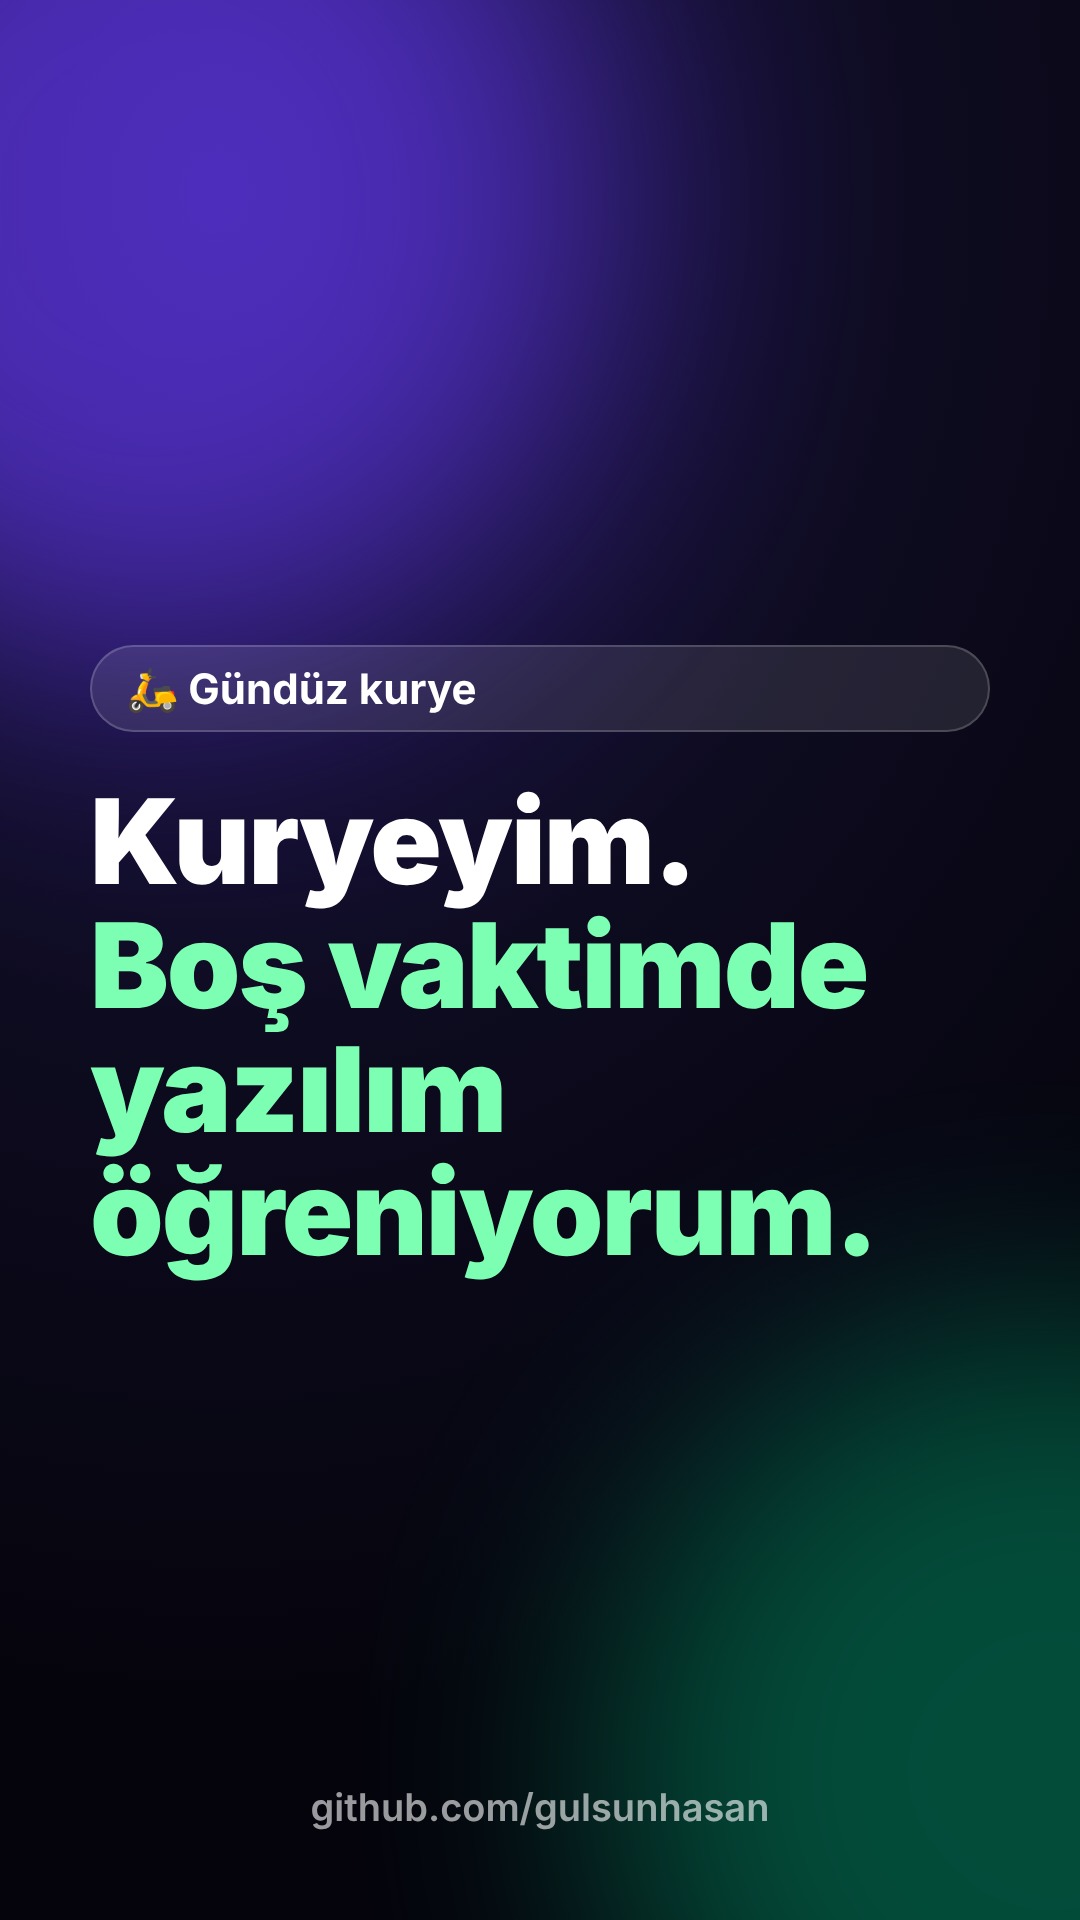 🛵 Gündüz kurye
Kuryeyim.
Boş vaktimde
yazılım
öğreniyorum.
github.com/gulsunhasan